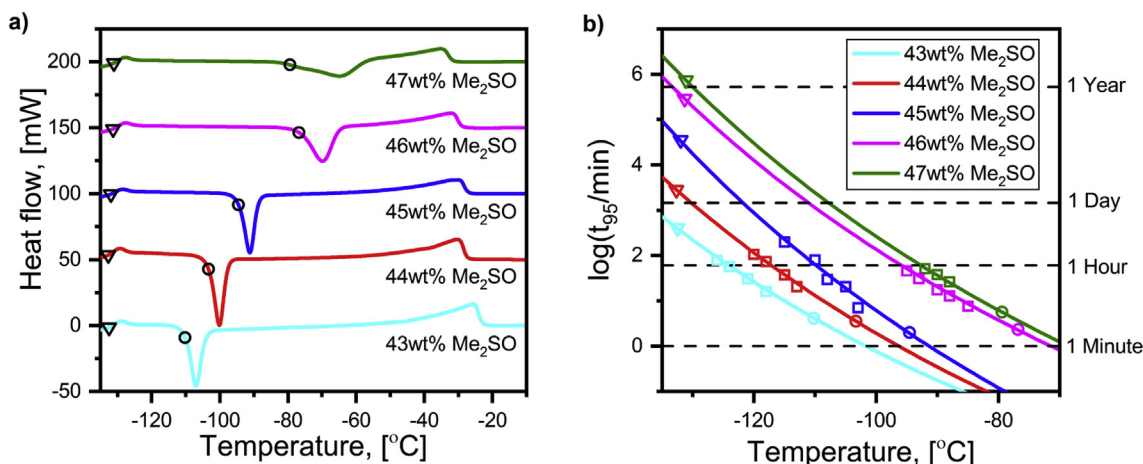 a)
Heat flow, [mW]
200
150
100
50
0
-50
47wt% Me₂SO
46wt% Me₂SO
45wt% Me₂SO
44wt% Me₂SO
43wt% Me₂SO
-120 -100 -80 -60 -40 -20
Temperature, [°C]
b)
log(t₉₅/min)
6
4
2
0
43wt% Me₂SO
44wt% Me₂SO
45wt% Me₂SO
46wt% Me₂SO
47wt% Me₂SO
1 Year
1 Day
1 Hour
1 Minute
-120 -100 -80
Temperature, [°C]